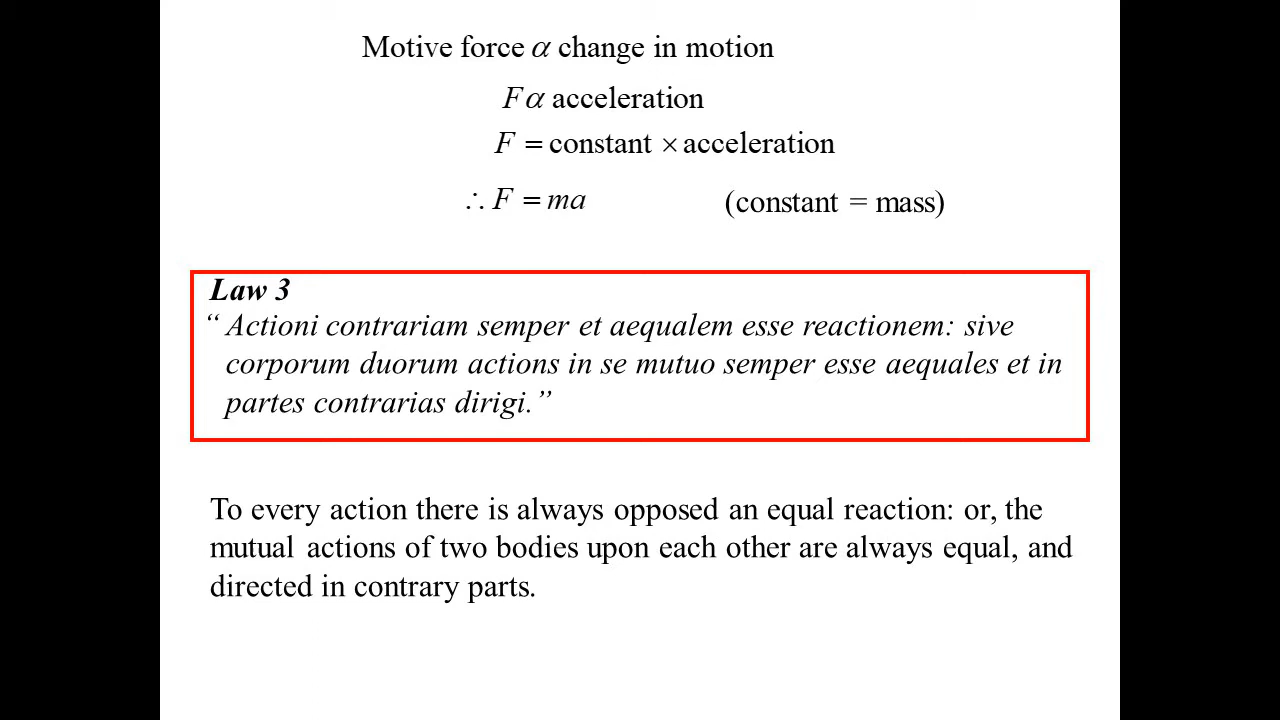 Motive force α change in motion
F α acceleration
F = constant × acceleration
∴ F = ma (constant = mass)
Law 3
“ Actioni contrariam semper et aequalem esse reactionem: sive
corporum duorum actions in se mutuo semper esse aequales et in
partes contrarias dirigi.”
To every action there is always opposed an equal reaction: or, the
mutual actions of two bodies upon each other are always equal, and
directed in contrary parts.